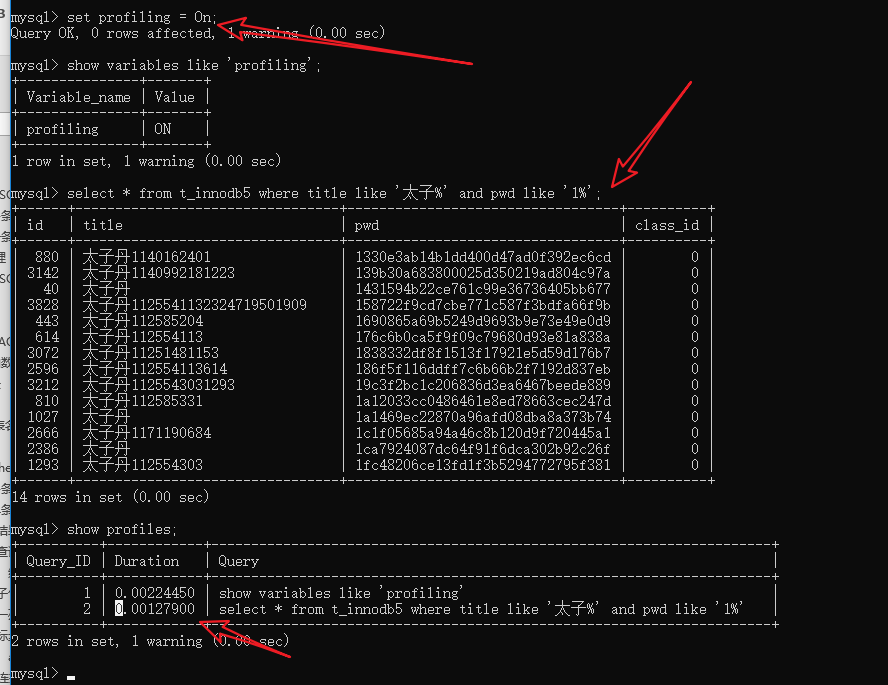 mysql> set profiling = On;
Query OK, 0 rows affected, 1 warning (0.00 sec)
mysql> show variables like 'profiling';
+---------------+-------+
| Variable_name | Value |
+---------------+-------+
| profiling     | ON    |
+---------------+-------+
1 row in set, 1 warning (0.00 sec)
mysql> select * from t_innodb5 where title like '太子%' and pwd like '1%';
| id | title | pwd | class_id |
| 880 | 太子丹1140162401 | 1330e3ab14b1dd400d47ad0f392ec6cd | 0 |
| 3142 | 太子丹1140992181223 | 139b30a683800025d350219ad804c97a | 0 |
| 40 | 太子丹 | 1431594b22ce761c99e36736405bb677 | 0 |
| 3828 | 太子丹1125541132324719501909 | 158722f9cd7cbe771c587f3bdfa66f9b | 0 |
| 443 | 太子丹112585204 | 1690865a69b5249d9693b9e73e49e0d9 | 0 |
| 614 | 太子丹112554113 | 176c6b0ca5f9f09c79680d93e81a838a | 0 |
| 3072 | 太子丹11251481153 | 1838332df8f1513f17921e5d59d176b7 | 0 |
| 2596 | 太子丹112554113614 | 186f5f116ddff7c6b66b2f7192d837eb | 0 |
| 3212 | 太子丹1125543031293 | 19c3f2bc1c206836d3ea6467beede889 | 0 |
| 810 | 太子丹112585331 | 1a12033cc0486461e8ed78663cec247d | 0 |
| 1027 | 太子丹 | 1a1469ec22870a96afd08dba8a373b74 | 0 |
| 2666 | 太子丹1171190684 | 1c1f05685a94a46c8b120d9f720445a1 | 0 |
| 2386 | 太子丹 | 1ca7924087dc64f91f6dca302b92c26f | 0 |
| 1293 | 太子丹112554303 | 1fc48206ce13fd1f3b5294772795f381 | 0 |
14 rows in set (0.00 sec)
mysql> show profiles;
| Query_ID | Duration | Query |
| 1 | 0.00224450 | show variables like 'profiling'
| 2 | 0.00127900 | select * from t_innodb5 where title like '太子%' and pwd like '1%'
2 rows in set, 1 warning (0.00 sec)
mysql>